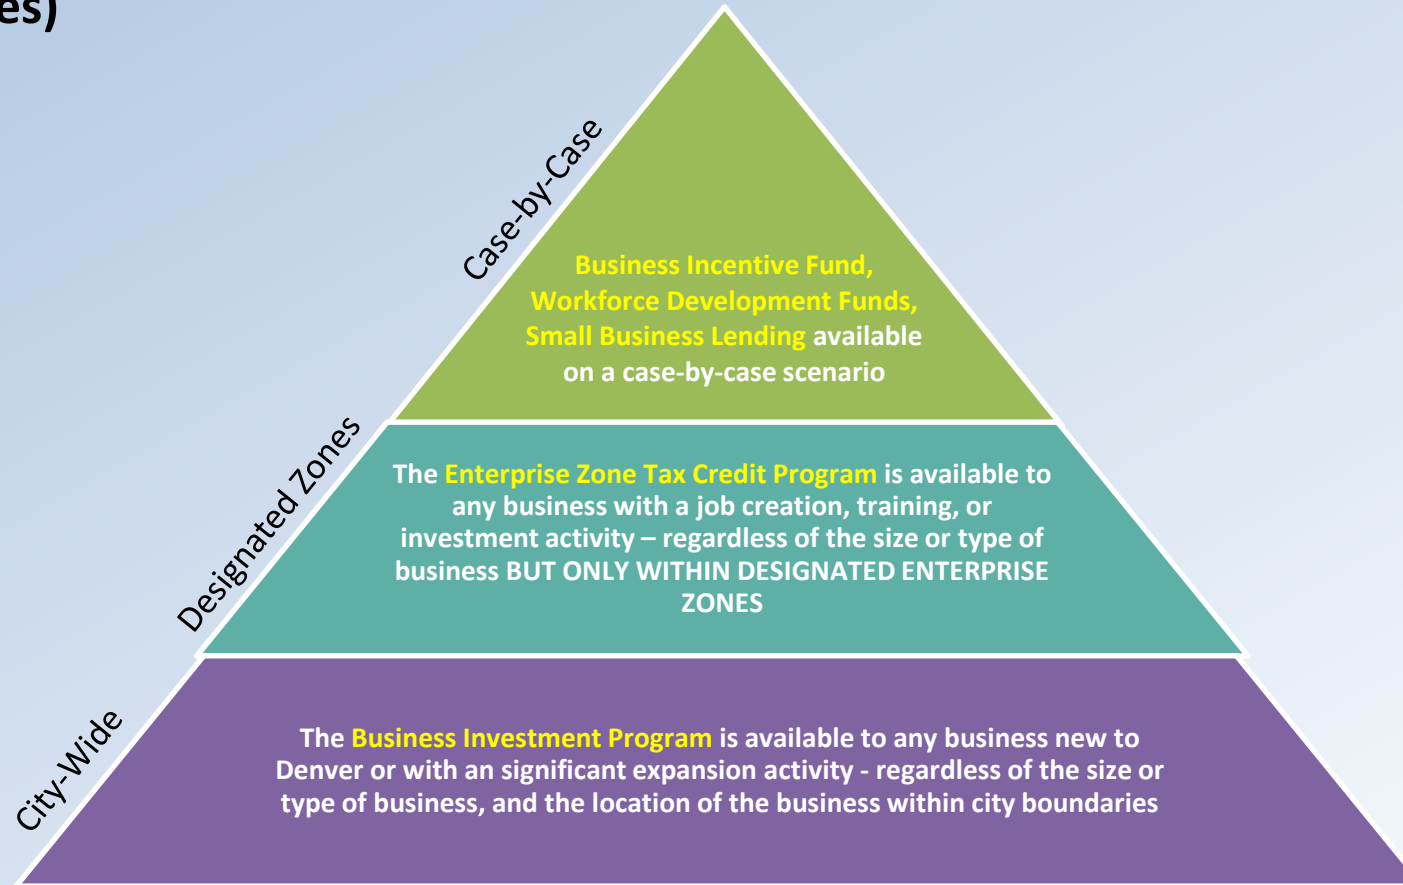 es)
Case-by-Case
Business Incentive Fund,
Workforce Development Funds,
Small Business Lending available
on a case-by-case scenario
Designated Zones
The Enterprise Zone Tax Credit Program is available to
any business with a job creation, training, or
investment activity – regardless of the size or type of
business BUT ONLY WITHIN DESIGNATED ENTERPRISE
ZONES
City-Wide
The Business Investment Program is available to any business new to
Denver or with an significant expansion activity - regardless of the size or
type of business, and the location of the business within city boundaries